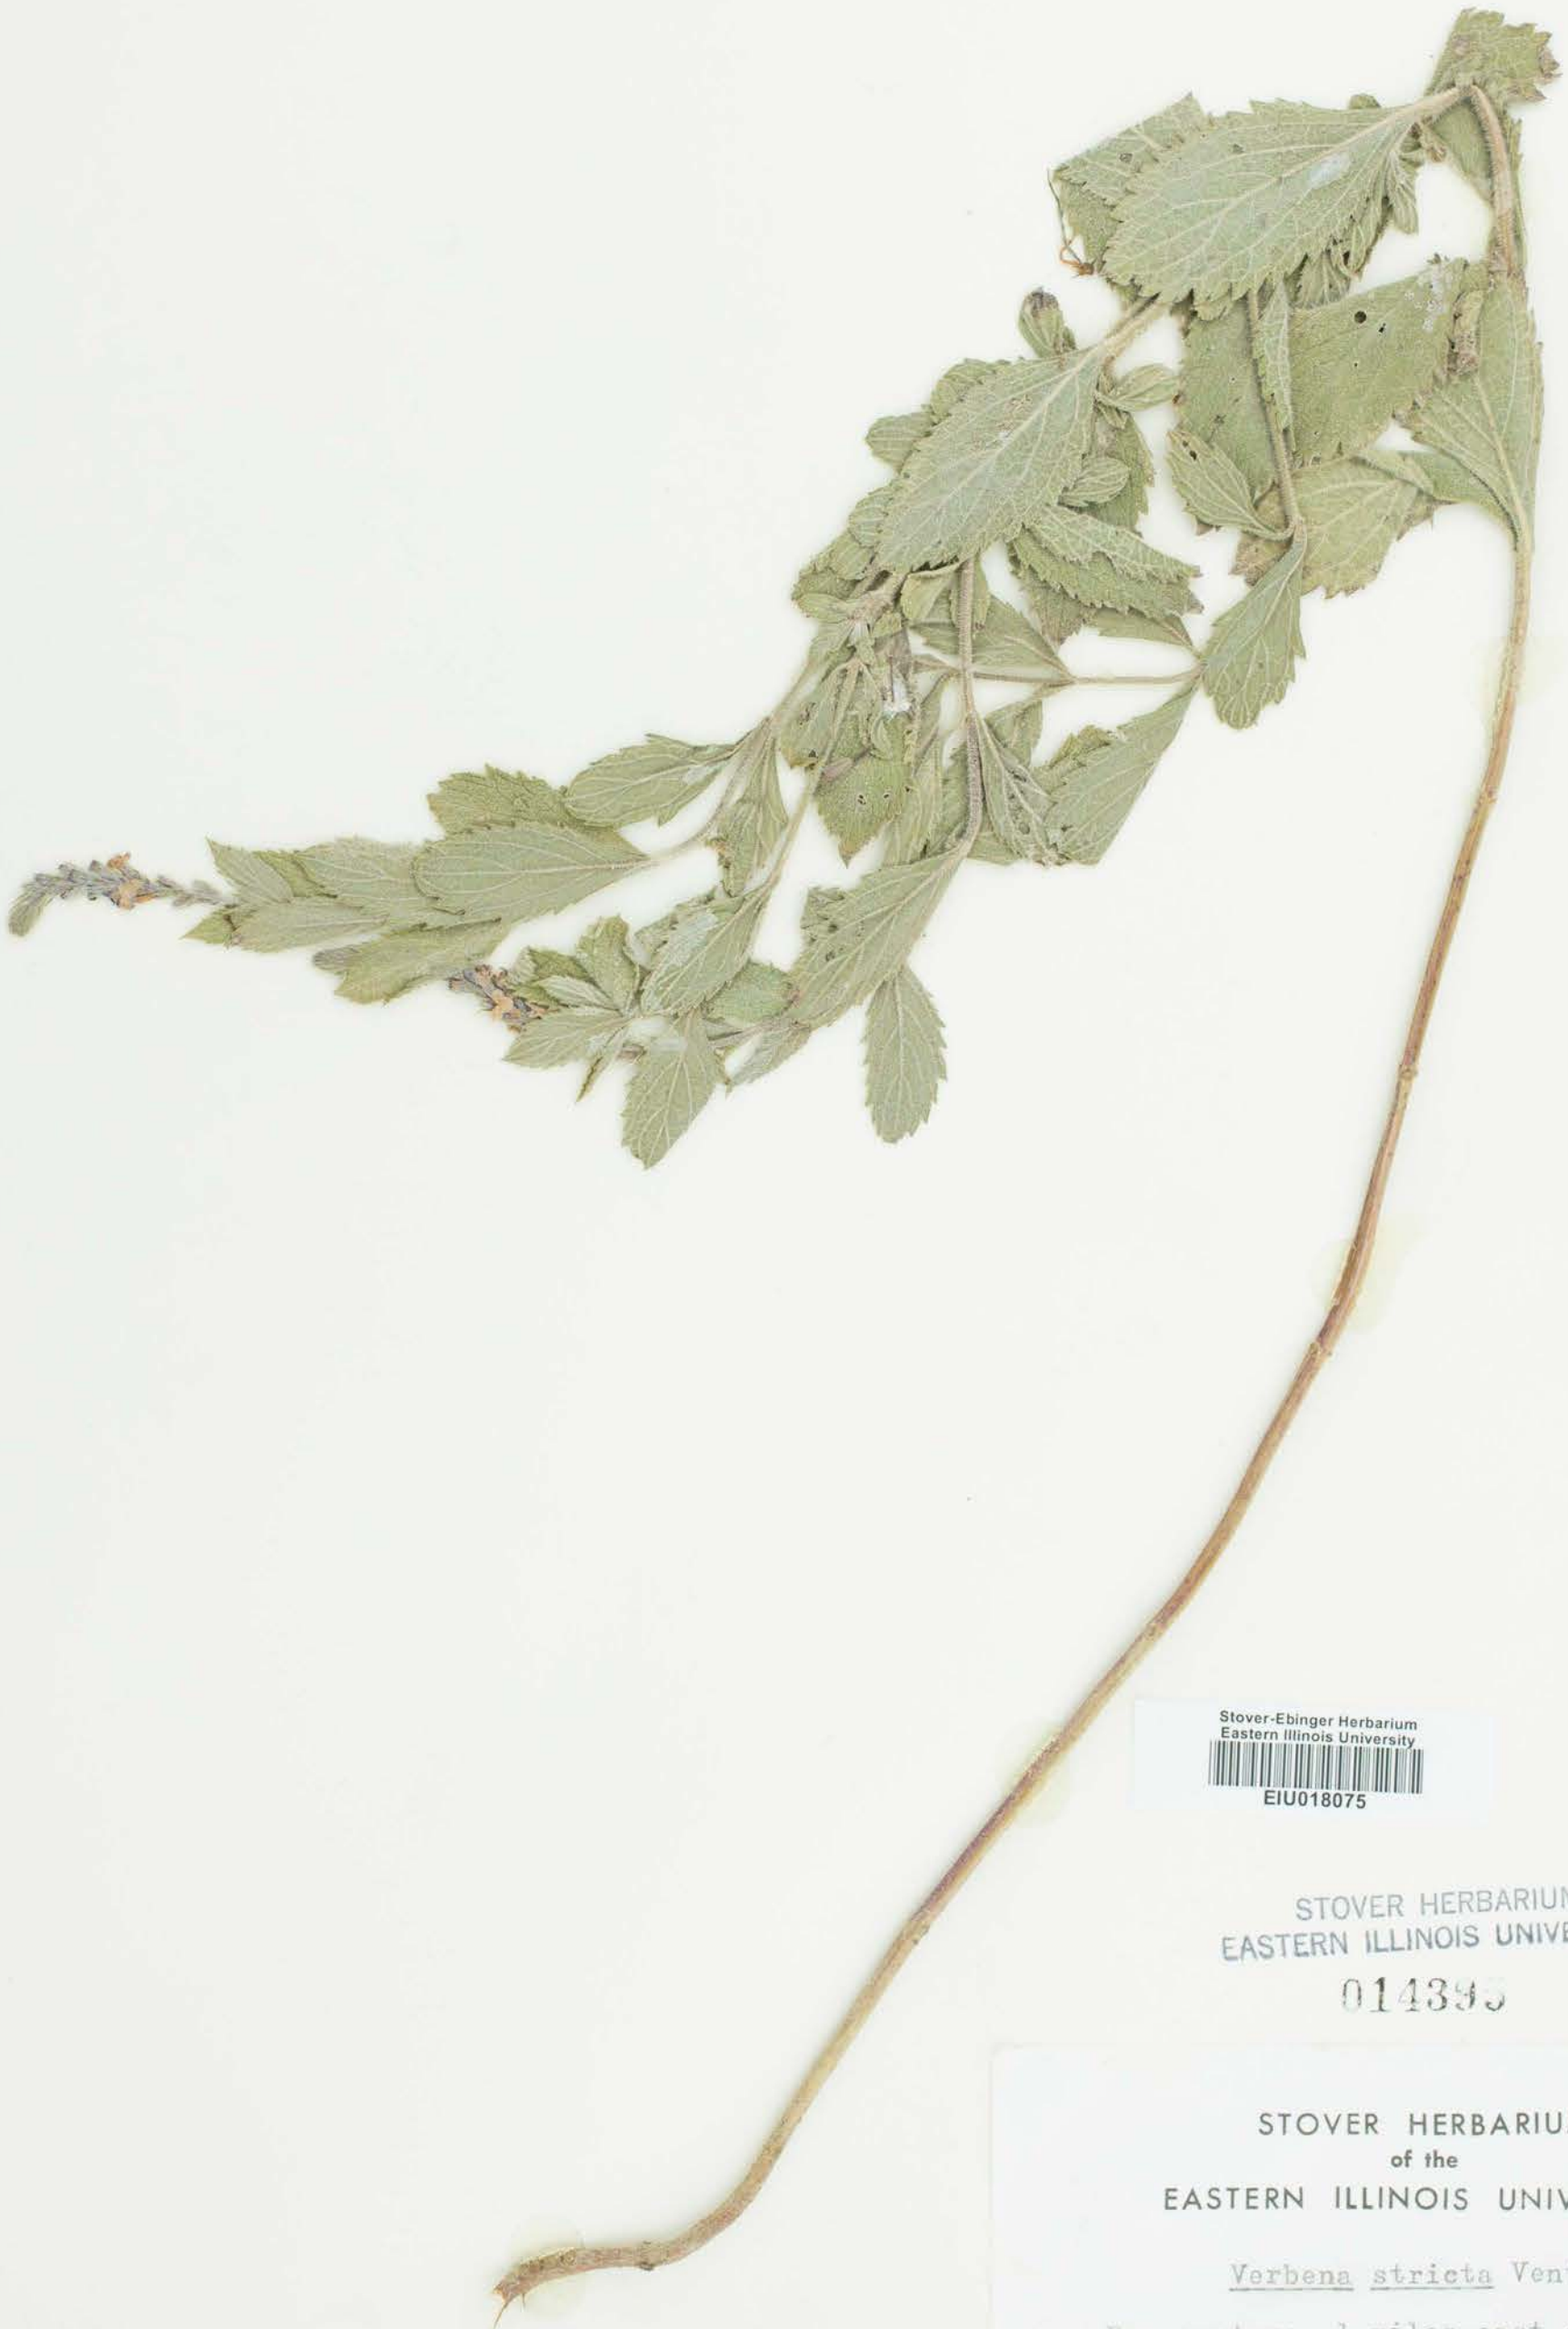 Stover-Ebinger Herbarium
Eastern Illinois University
EIU018075
STOVER HERBARIUM
EASTERN ILLINOIS UNIVE
014395
STOVER HERBARIU
of the
EASTERN ILLINOIS UNIV
Verbena stricta Ven